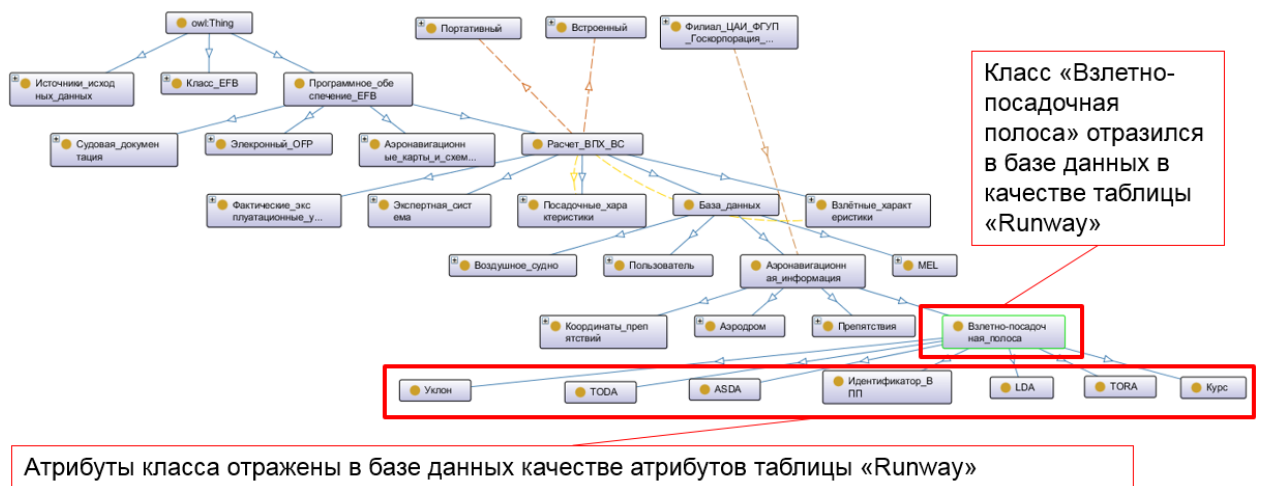 owl:Thing
Портативный
Встроенный
Филиал_ЦАИ_ФГУП
_Госкорпорация_...
Источники_исход
ных_данных
Класс_EFB
Программное_обе
спечение_EFB
Класс «Взлетно-
посадочная
полоса» отразился
в базе данных в
качестве таблицы
«Runway»
Судовая_докумен
тация
Элекронный_OFP
Аэронавигационн
ые_карты_и_схем...
Расчет_ВПХ_ВС
Фактические_экс
плуатационные_у...
Экспертная_сист
ема
Посадочные_хара
ктеристики
База_данных
Взлётные_характ
еристики
Воздушное_судно
Пользователь
Аэронавигационн
ая_информация
MEL
Координаты_преп
ятствий
Аэродром
Препятствия
Взлетно-посадоч
ная_полоса
Уклон
TODA
ASDA
Идентификатор_В
ПП
LDA
TORA
Курс
Атрибуты класса отражены в базе данных качестве атрибутов таблицы «Runway»